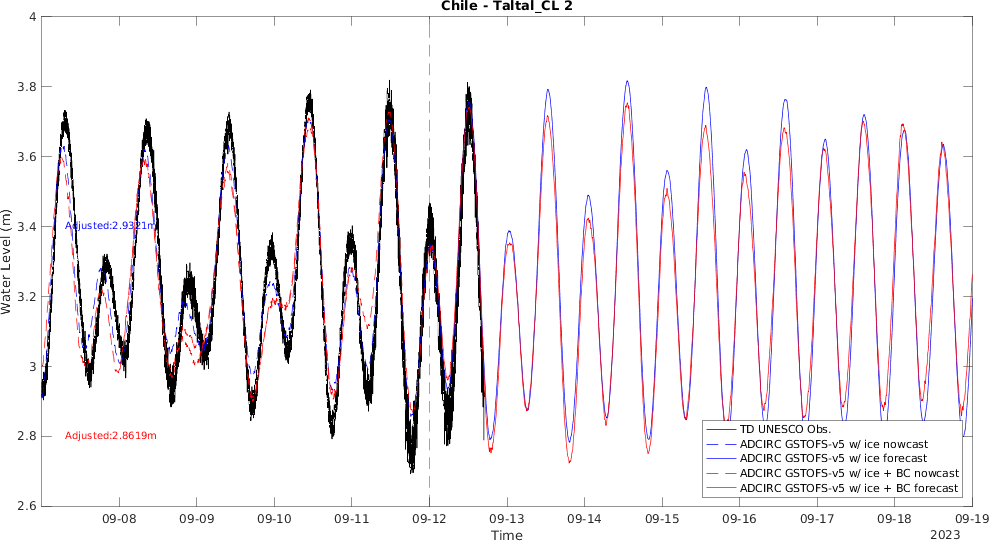 Chile - Taltal_CL 2
Water Level (m)
4
3.8
3.6
3.4
3.2
3
2.8
2.6
Adjusted:2.9321m
Adjusted:2.8619m
TD UNESCO Obs.
ADCIRC GSTOFS-v5 w/ ice nowcast
ADCIRC GSTOFS-v5 w/ ice forecast
ADCIRC GSTOFS-v5 w/ ice + BC nowcast
ADCIRC GSTOFS-v5 w/ ice + BC forecast
09-08 09-09 09-10 09-11 09-12 09-13 09-14 09-15 09-16 09-17 09-18 09-19
Time
2023